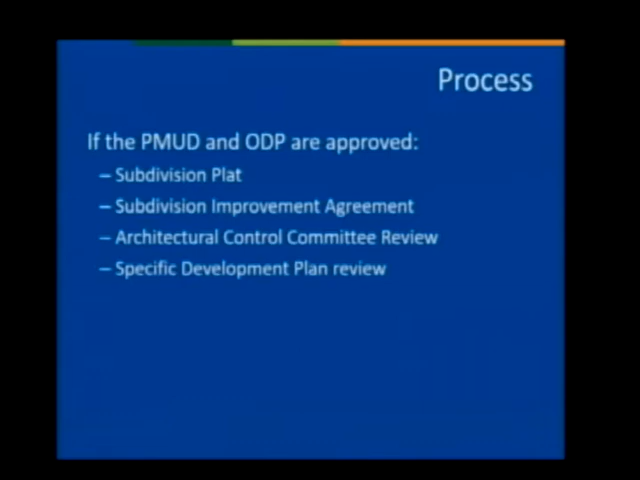 Process
If the PMUD and ODP are approved:
– Subdivision Plat
– Subdivision Improvement Agreement
– Architectural Control Committee Review
– Specific Development Plan review